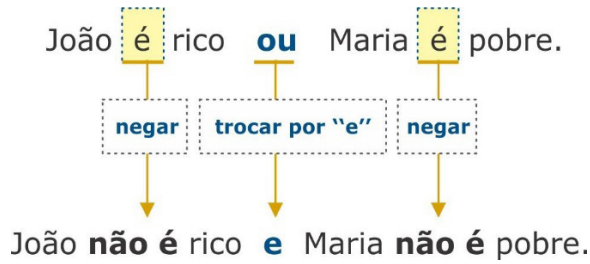 João é rico ou Maria é pobre.
negar trocar por "e" negar
João não é rico e Maria não é pobre.